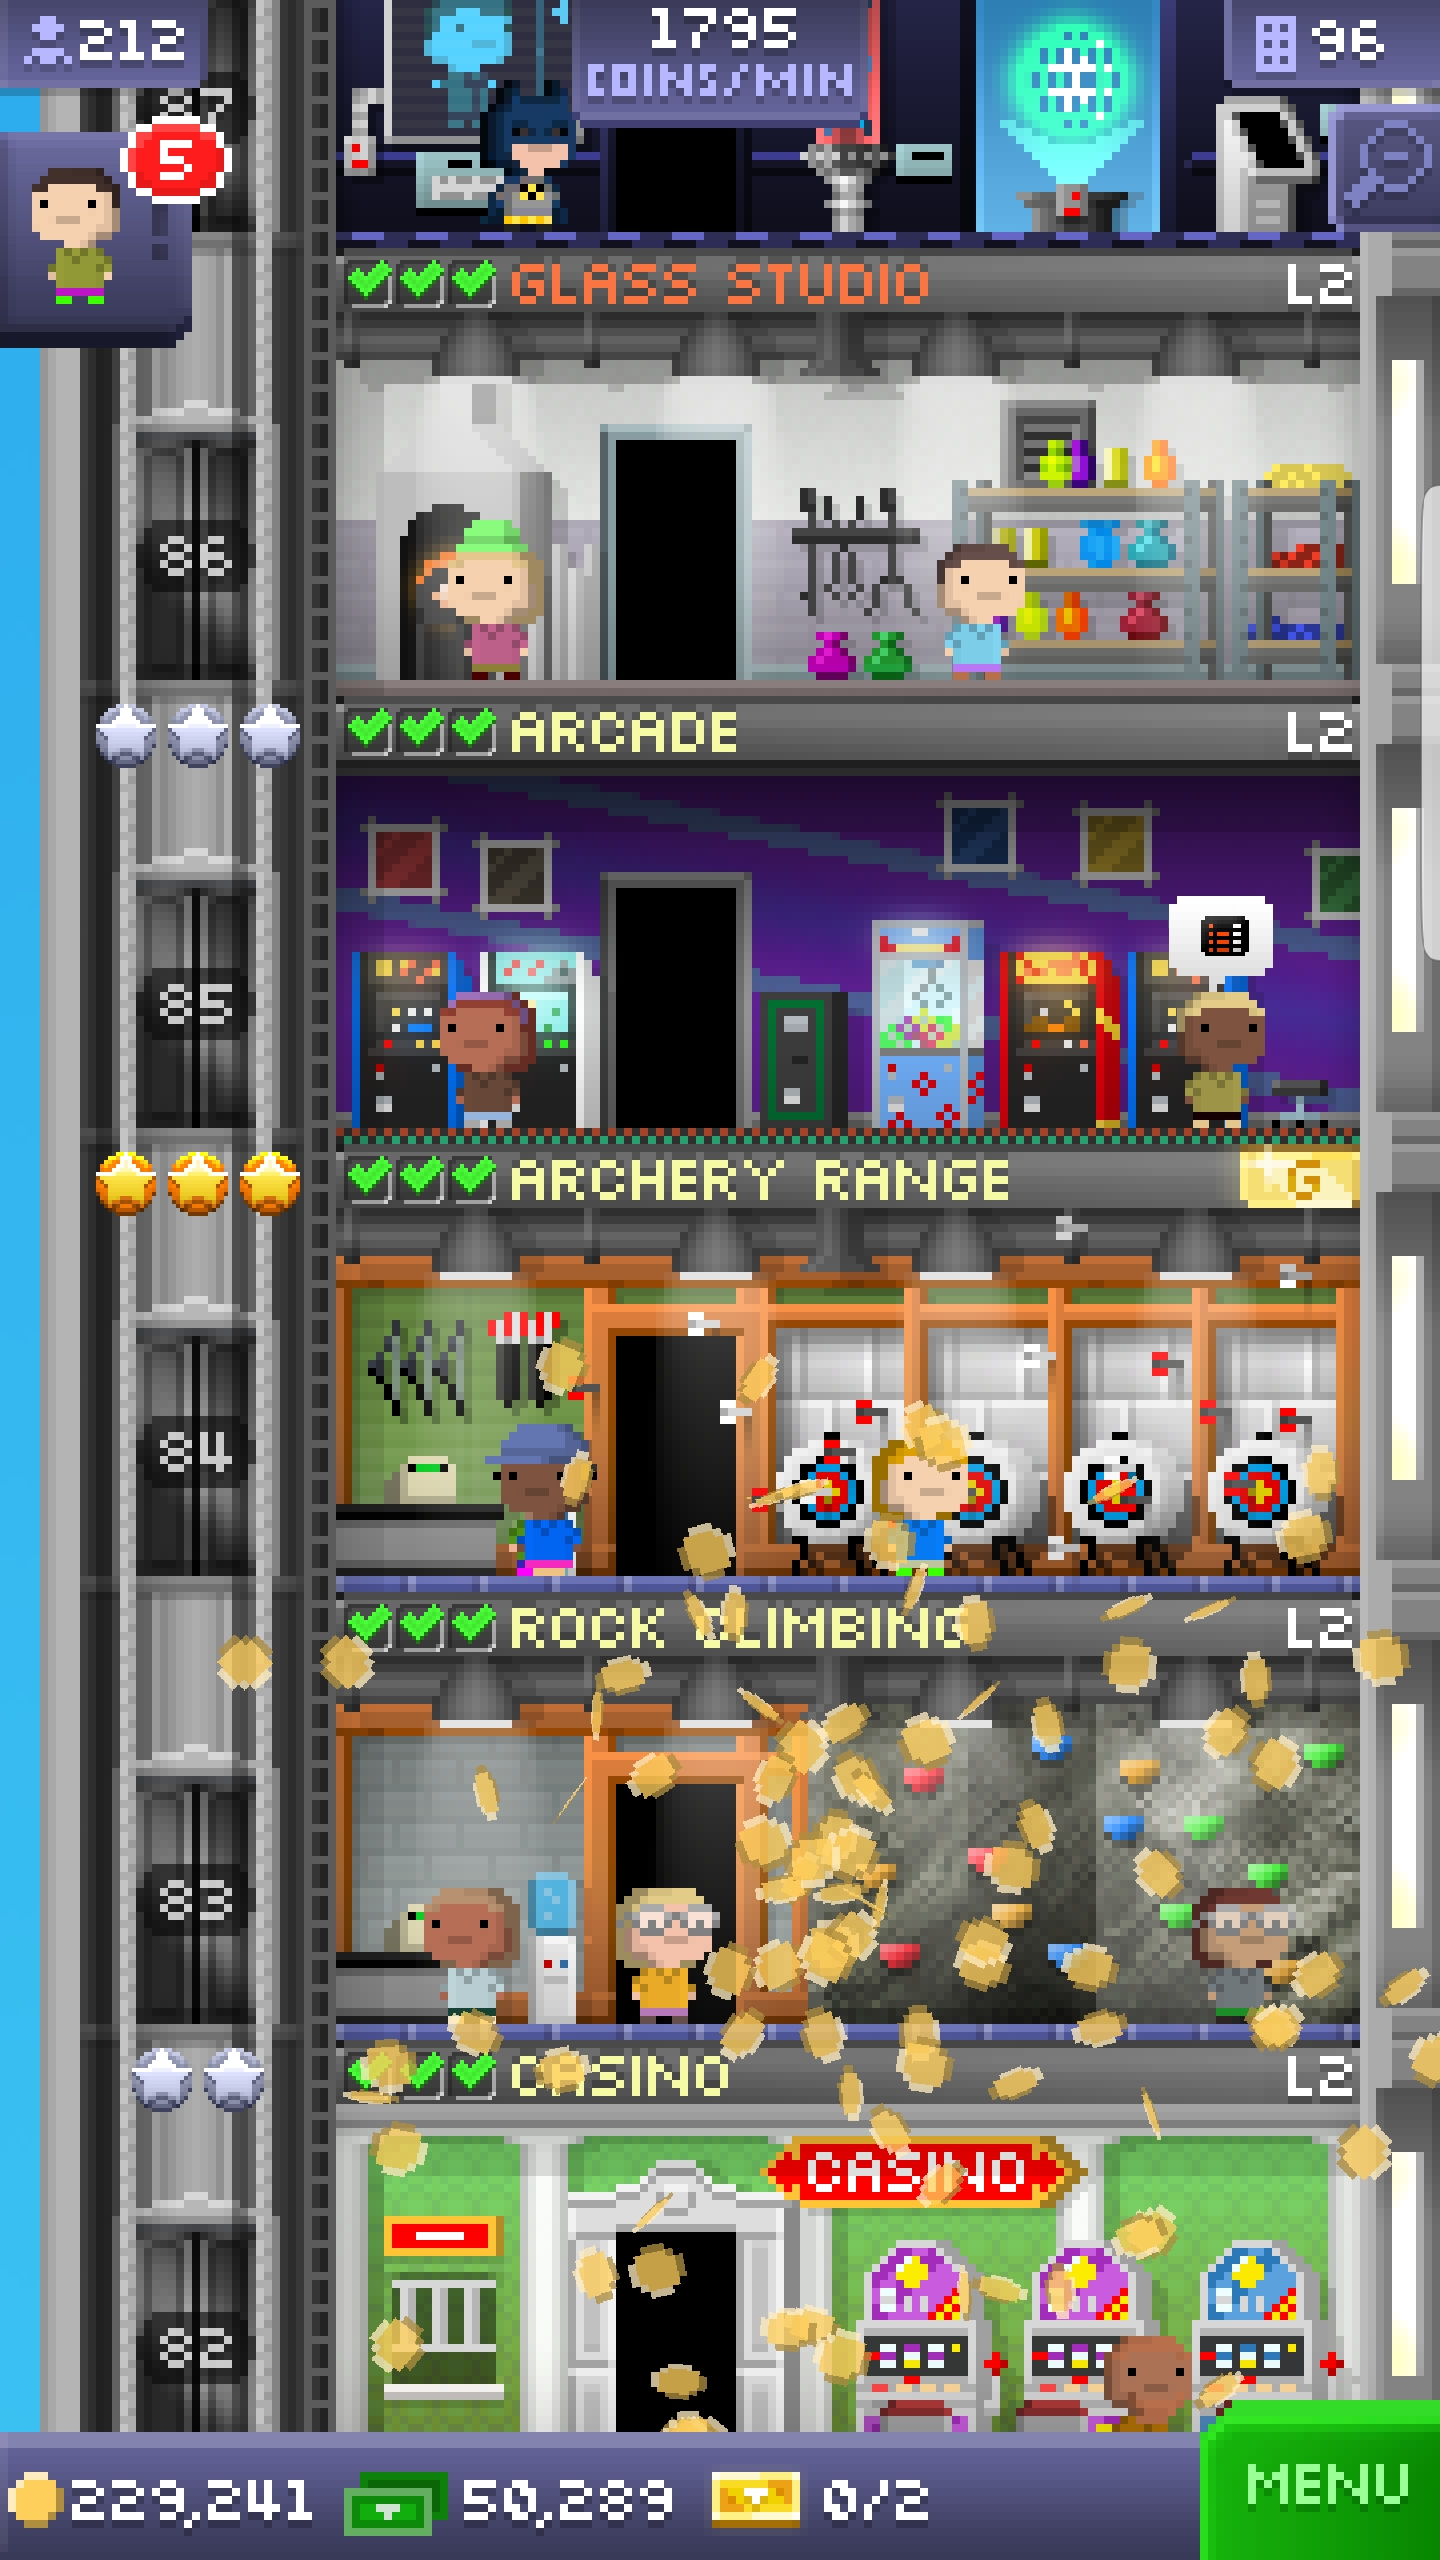 212
1795
COINS/MIN
96
87
5
GLASS STUDIO L2
86
ARCADE L2
85
ARCHERY RANGE G
84
ROCK CLIMBING L2
83
CASINO L2
CASINO
82
229,241 50,289 0/2 MENU